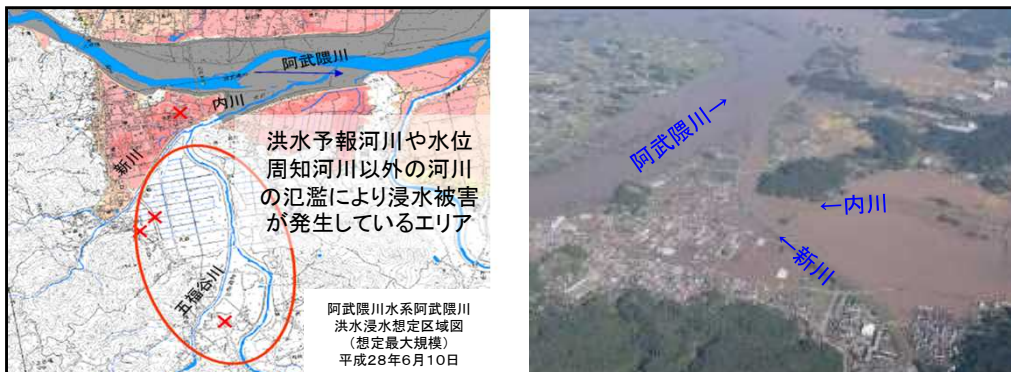 阿武隈川
内川
新川
洪水予報河川や水位
周知河川以外の河川
の氾濫により浸水被害
が発生しているエリア
五福谷川
阿武隈川水系阿武隈川
洪水浸水想定区域図
(想定最大規模)
平成28年6月10日
阿武隈川→
←内川
←新川